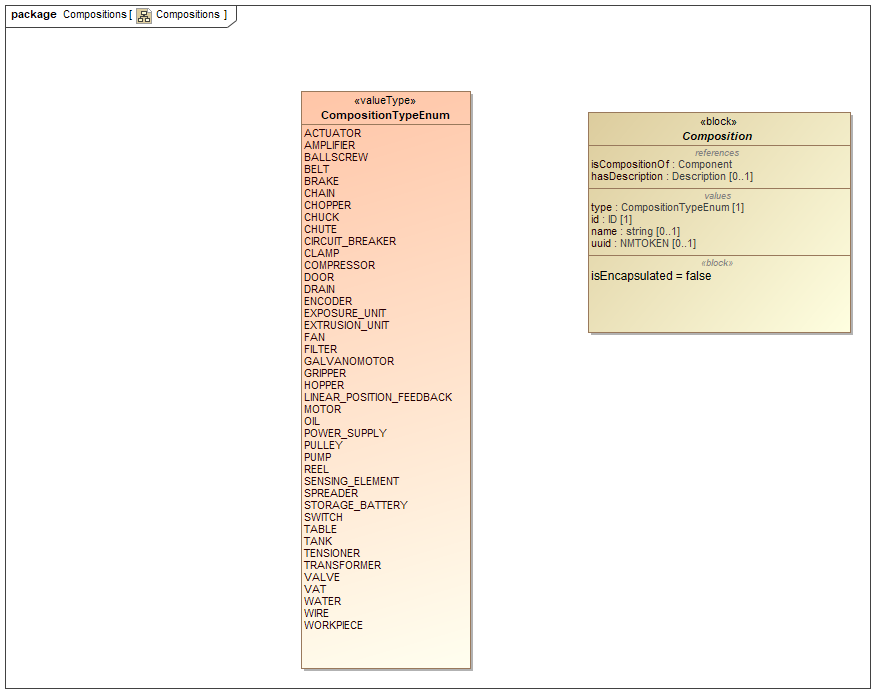 package Compositions [ Compositions ]
«valueType»
CompositionTypeEnum
ACTUATOR
AMPLIFIER
BALLSCREW
BELT
BRAKE
CHAIN
CHOPPER
CHUCK
CHUTE
CIRCUIT_BREAKER
CLAMP
COMPRESSOR
DOOR
DRAIN
ENCODER
EXPOSURE_UNIT
EXTRUSION_UNIT
FAN
FILTER
GALVANOMOTOR
GRIPPER
HOPPER
LINEAR_POSITION_FEEDBACK
MOTOR
OIL
POWER_SUPPLY
PULLEY
PUMP
REEL
SENSING_ELEMENT
SPREADER
STORAGE_BATTERY
SWITCH
TABLE
TANK
TENSIONER
TRANSFORMER
VALVE
VAT
WATER
WIRE
WORKPIECE
«block»
Composition
references
isCompositionOf : Component
hasDescription : Description [0..1]
values
type : CompositionTypeEnum [1]
id : ID [1]
name : string [0..1]
uuid : NMTOKEN [0..1]
«block»
isEncapsulated = false